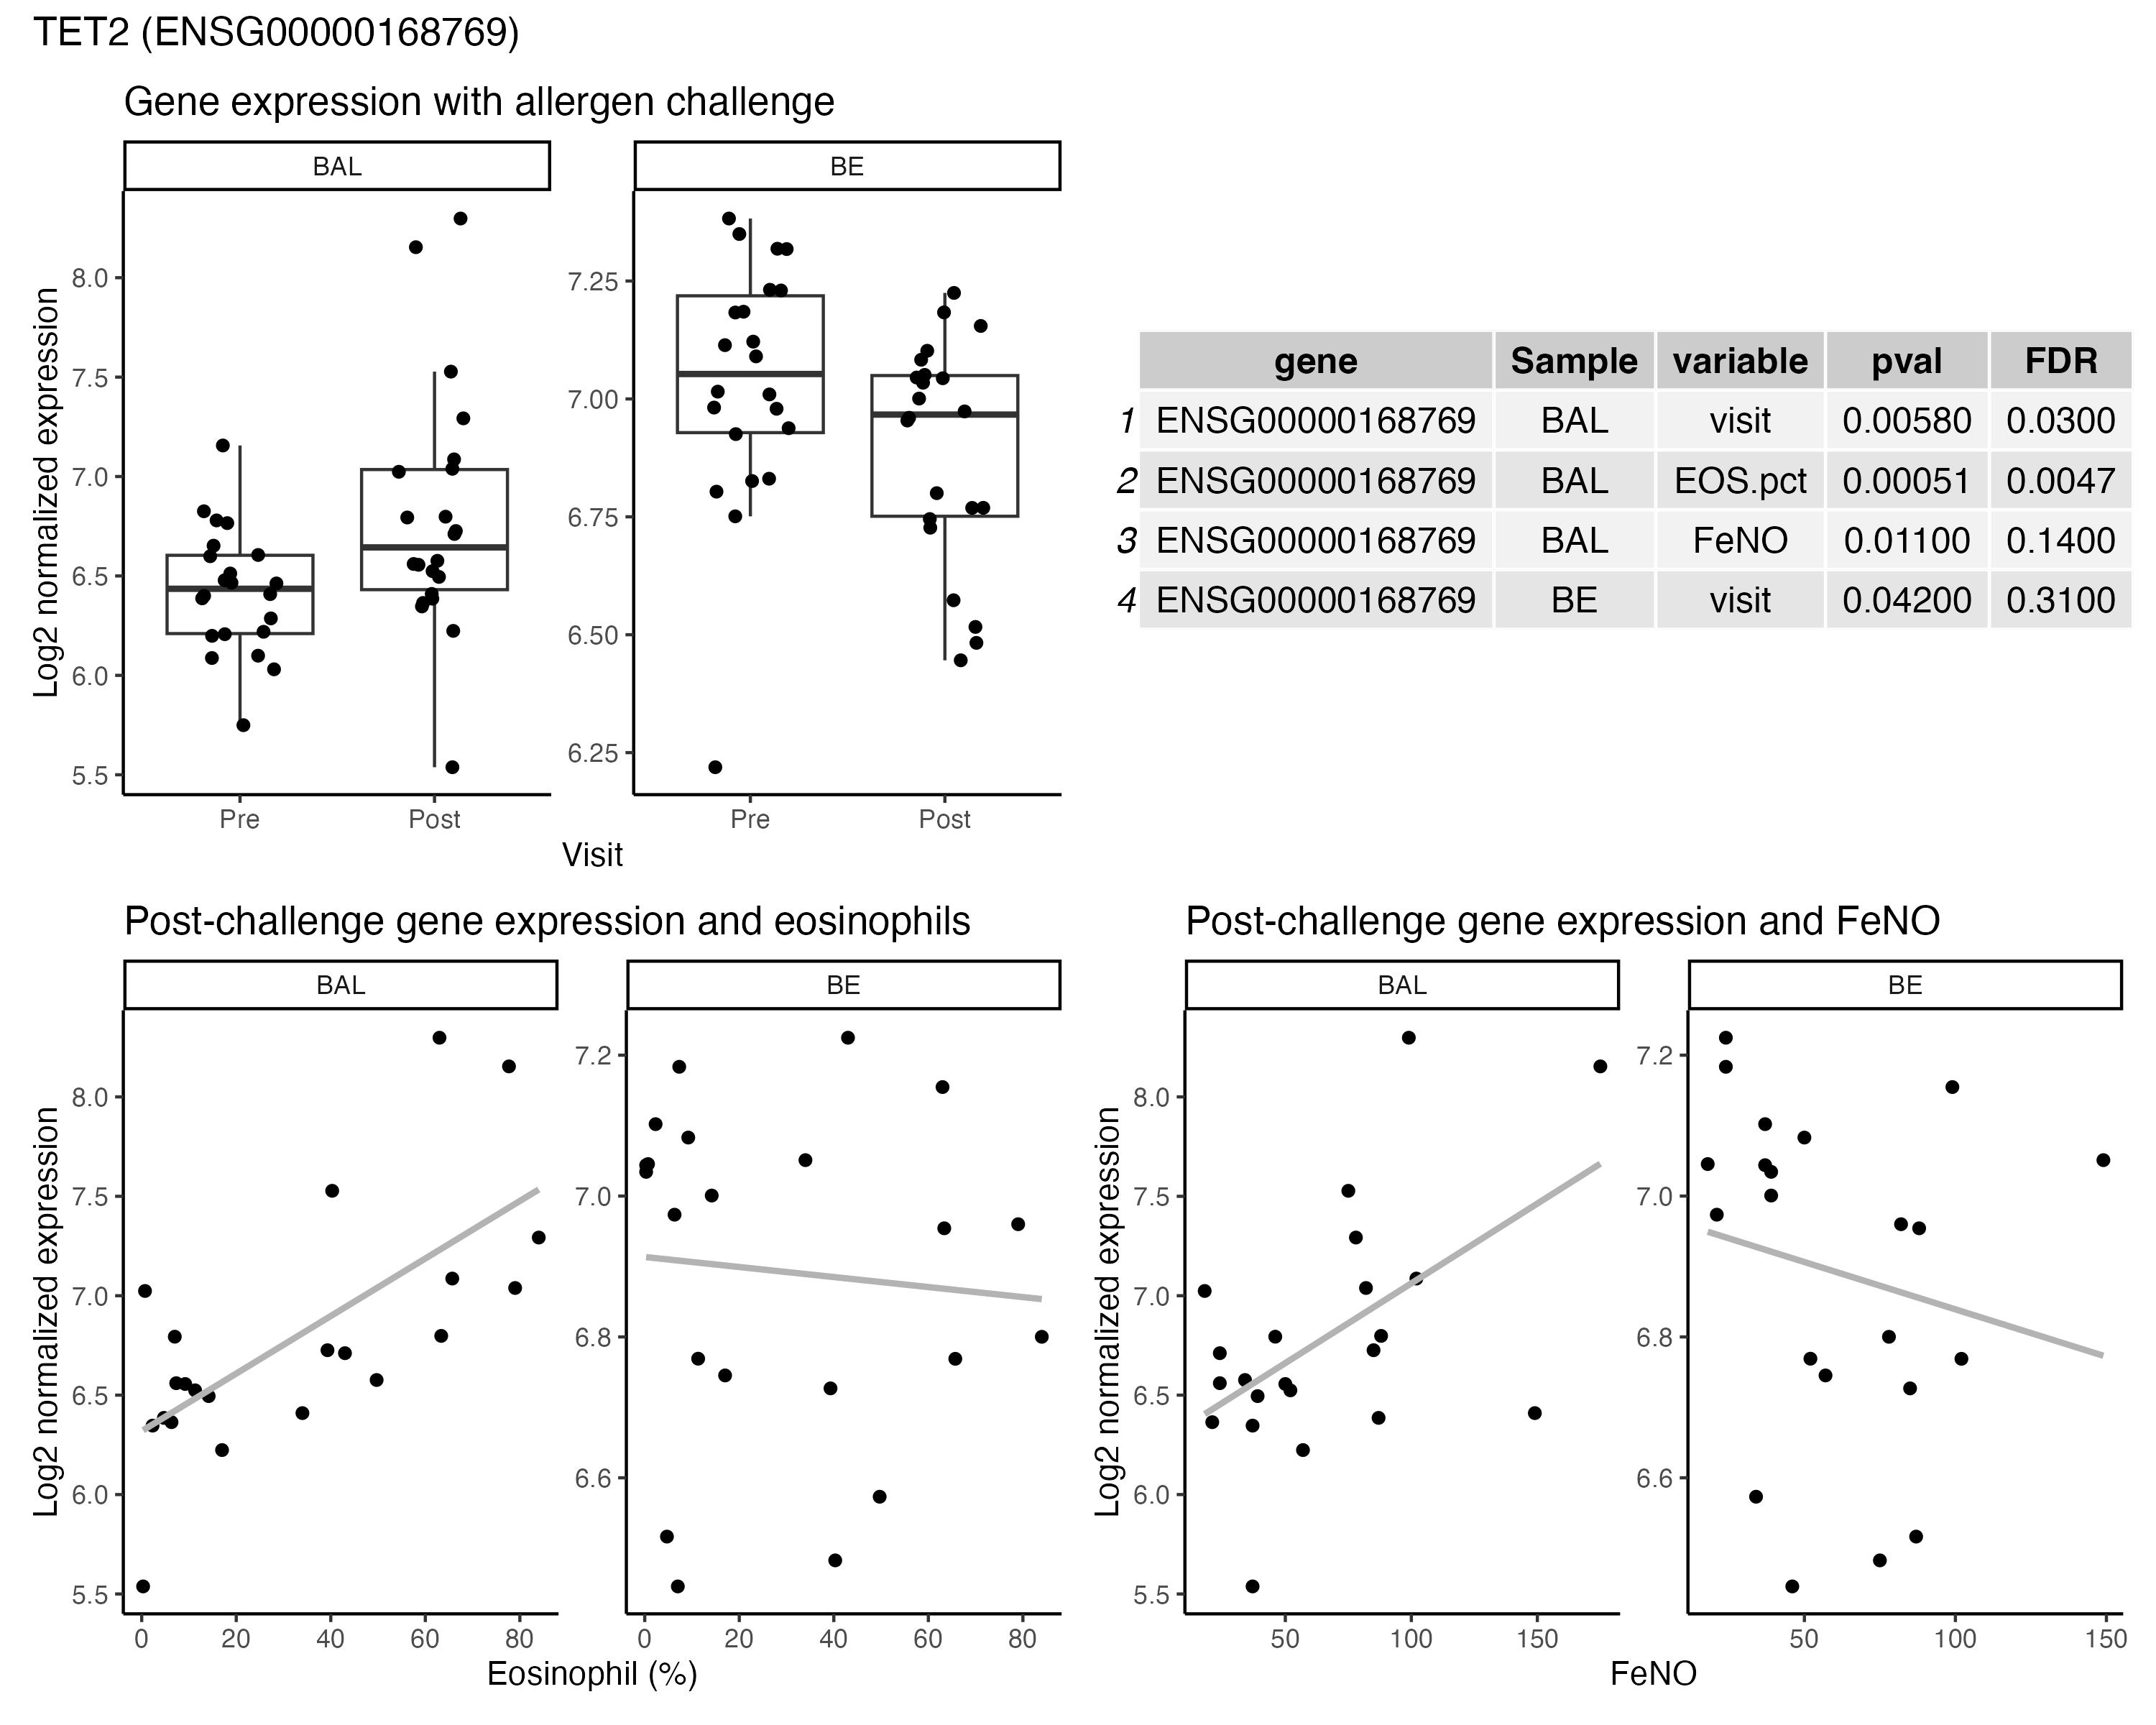 TET2 (ENSG00000168769)
Gene expression with allergen challenge
BAL
BE
Log2 normalized expression
8.0
7.5
7.0
6.5
6.0
5.5
7.25
7.00
6.75
6.50
6.25
Pre
Post
Pre
Post
Visit
gene Sample variable pval FDR
1 ENSG00000168769 BAL visit 0.00580 0.0300
2 ENSG00000168769 BAL EOS.pct 0.00051 0.0047
3 ENSG00000168769 BAL FeNO 0.01100 0.1400
4 ENSG00000168769 BE visit 0.04200 0.3100
Post-challenge gene expression and eosinophils
BAL
BE
Log2 normalized expression
8.0
7.5
7.0
6.5
6.0
5.5
7.2
7.0
6.8
6.6
0 20 40 60 80
0 20 40 60 80
Eosinophil (%)
Post-challenge gene expression and FeNO
BAL
BE
Log2 normalized expression
8.0
7.5
7.0
6.5
6.0
5.5
7.2
7.0
6.8
6.6
50 100 150
50 100 150
FeNO